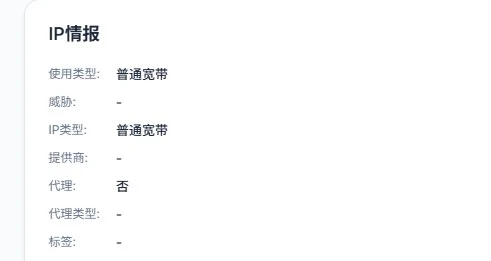 IP情报
使用类型: 普通宽带
威胁: -
IP类型: 普通宽带
提供商: -
代理: 否
代理类型: -
标签: -